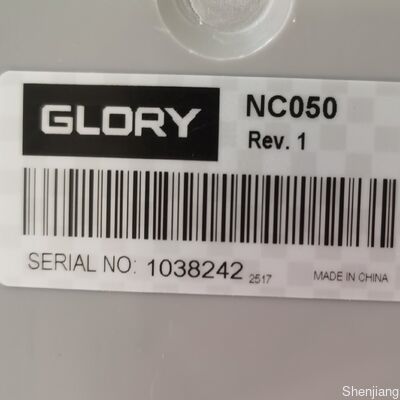 GLORY
NC050
Rev. 1
SERIAL NO: 1038242 2517
MADE IN CHINA
Shenjiang